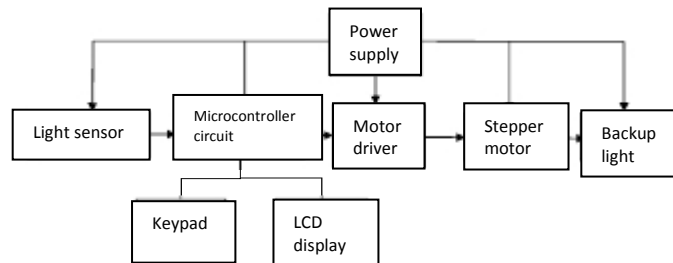 Power
supply
Light sensor
Microcontroller
circuit
Motor
driver
Stepper
motor
Backup
light
Keypad
LCD
display